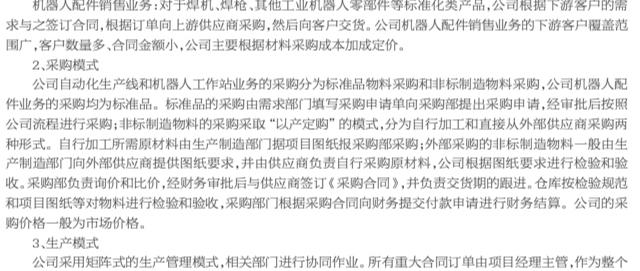 机器人配件销售业务:对于焊机、焊枪、其他工业机器人零部件等标准化类产品,公司根据下游客户的需
求与之签订合同,根据订单向上游供应商采购,然后向客户交货。公司机器人配件销售业务的下游客户覆盖范
围广,客户数量多、合同金额小,公司主要根据材料采购成本加成定价。
2、采购模式
公司自动化生产线和机器人工作站业务的采购分为标准品物料采购和非标制造物料采购,公司机器人配
件业务的采购均为标准品。标准品的采购由需求部门填写采购申请单向采购部提出采购申请,经审批后按照
公司流程进行采购;非标制造物料的采购采取“以产定购”的模式,分为自行加工和直接从外部供应商采购两
种形式。自行加工所需原材料由生产制造部门据项目图纸报采购部采购;外部采购的非标制造物料一般由生
产制造部门向外部供应商提供图纸要求,并由供应商负责自行采购原材料,公司根据图纸要求进行检验和验
收。采购部负责询价和比价,经财务审批后与供应商签订《采购合同》,并负责交货期的跟进。仓库按检验规范
和项目图纸等对物料进行检验和验收,采购部门根据采购合同向财务提交付款申请进行财务结算。公司的采
购价格一般为市场价格。
3、生产模式
公司采用矩阵式的生产管理模式,相关部门进行协同作业。所有重大合同订单由项目经理主管,作为整个